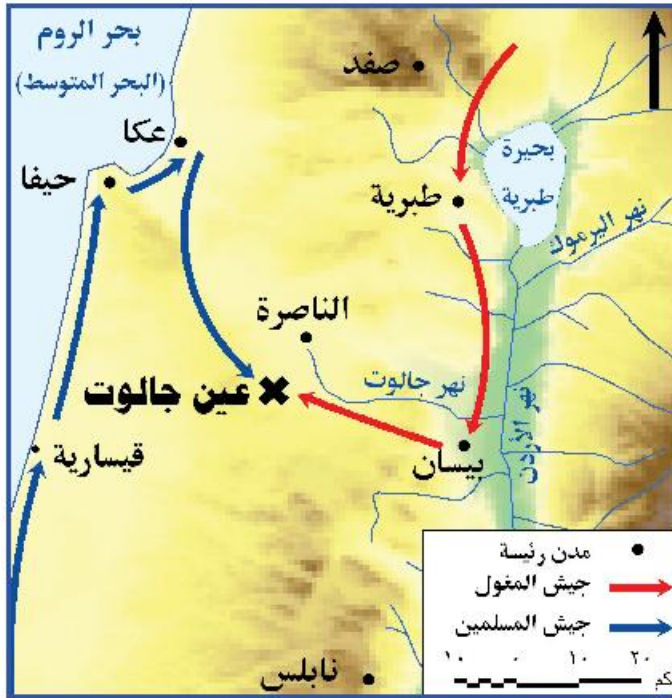 بحر الروم
(البحر المتوسط)
صفد
عكا
حيفا
بحيرة
طبرية
طبرية
نهر اليرموك
الناصرة
عين جالوت
نهر جالوت
نهر الأردن
قيسارية
بيسان
مدن رئيسة
جيش المغول
جيش المسلمين
١٠ ٠ ١٠ ٢٠
كم
نابلس